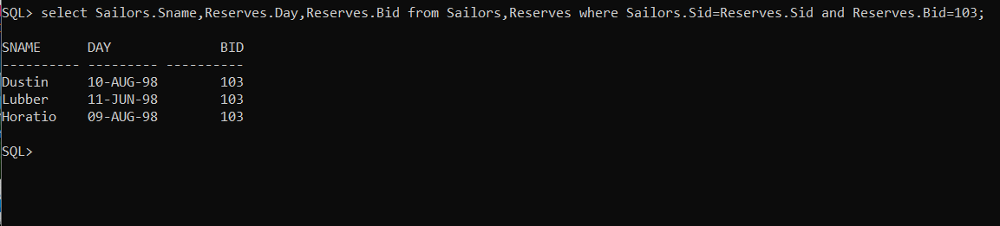 SQL> select Sailors.Sname,Reserves.Day,Reserves.Bid from Sailors,Reserves where Sailors.Sid=Reserves.Sid and Reserves.Bid=103;
SNAME      DAY              BID
---------- --------- ----------
Dustin     10-AUG-98        103
Lubber     11-JUN-98        103
Horatio    09-AUG-98        103
SQL>